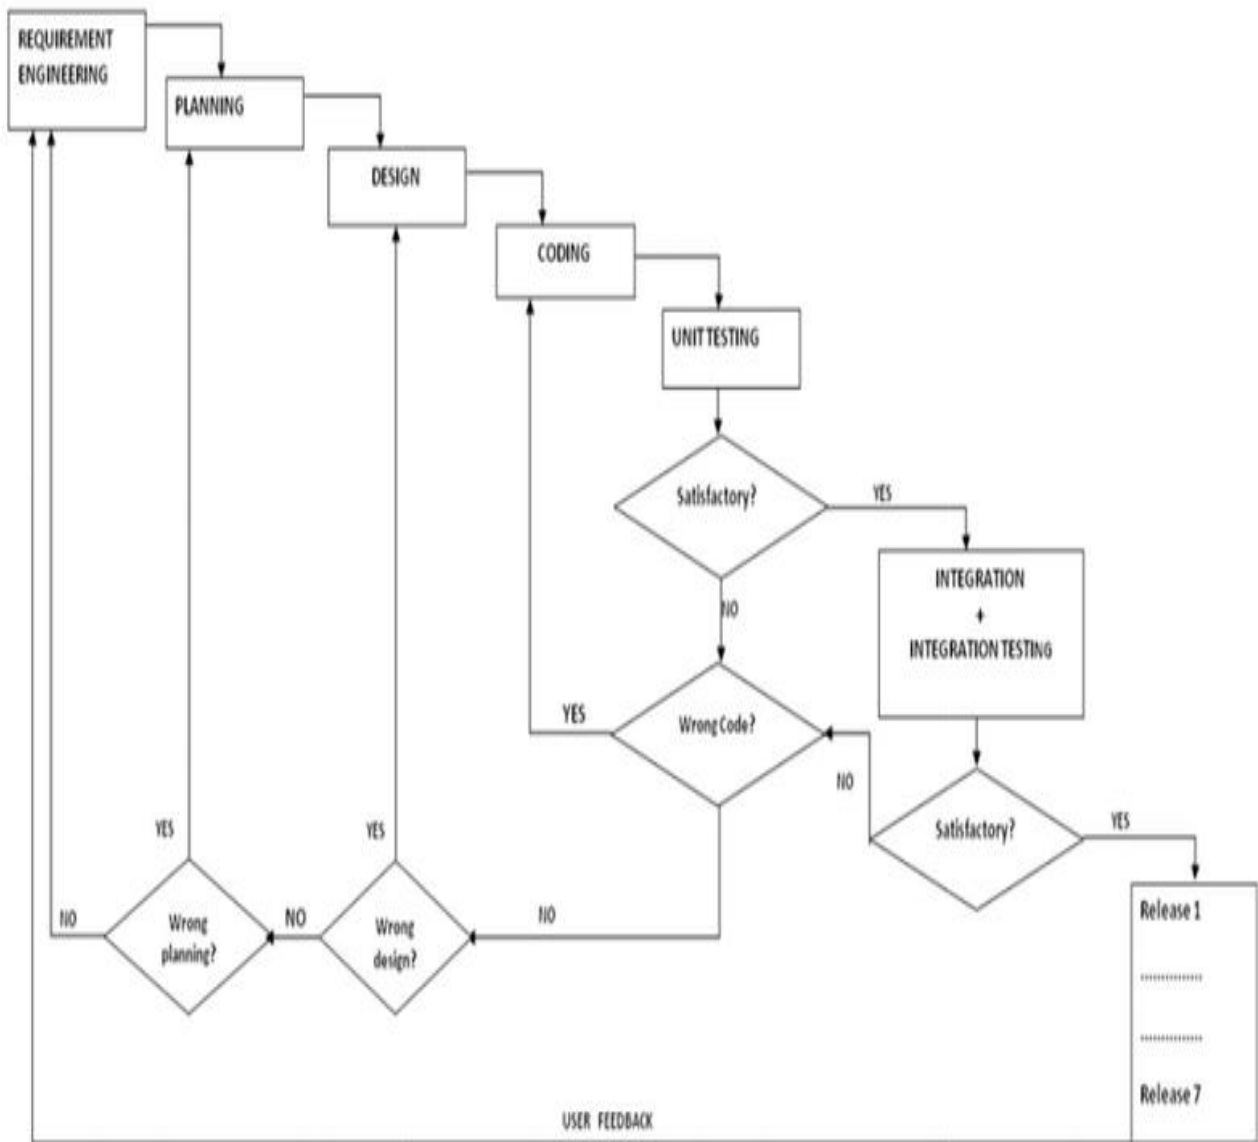 REQUIREMENT
ENGINEERING
PLANNING
DESIGN
CODING
UNIT TESTING
Satisfactory?
YES
NO
INTEGRATION
+
INTEGRATION TESTING
YES
Wrong Code?
NO
Satisfactory?
YES
YES
YES
NO
Wrong
planning?
NO
Wrong
design?
NO
Release 1
...............
...............
Release 7
USER FEEDBACK